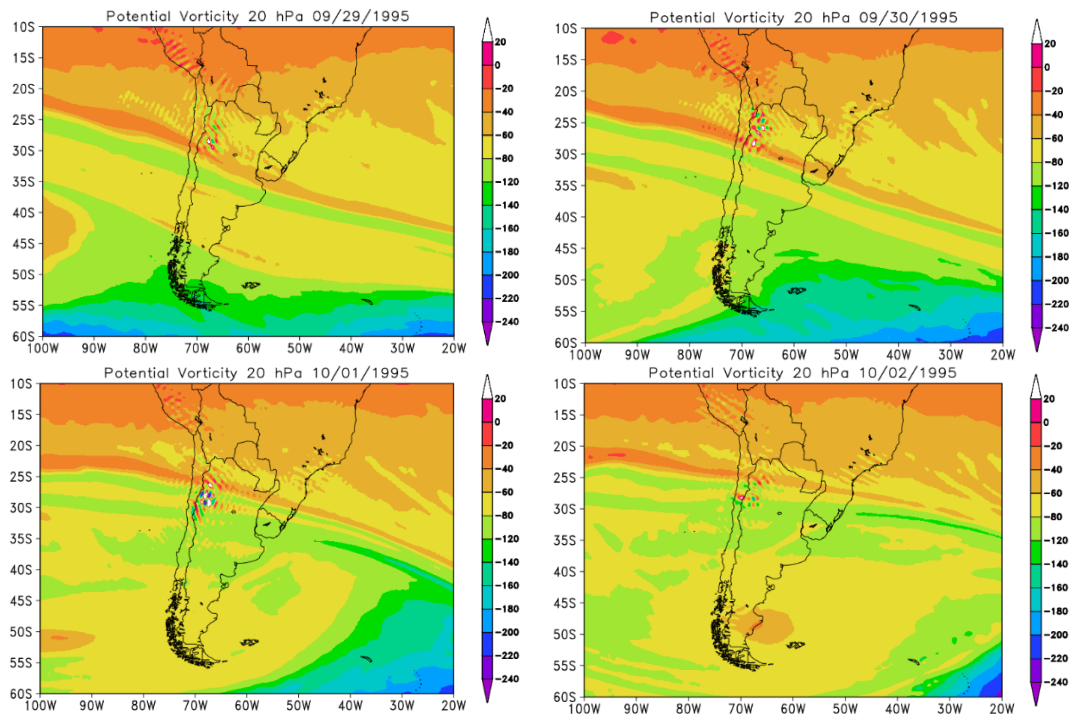 Potential Vorticity 20 hPa 09/29/1995
10S
15S
20S
25S
30S
35S
40S
45S
50S
55S
60S
100W 90W 80W 70W 60W 50W 40W 30W 20W
20
0
-20
-40
-60
-80
-120
-140
-160
-180
-200
-220
-240
Potential Vorticity 20 hPa 09/30/1995
10S
15S
20S
25S
30S
35S
40S
45S
50S
55S
60S
100W 90W 80W 70W 60W 50W 40W 30W 20W
20
0
-20
-40
-60
-80
-120
-140
-160
-180
-200
-220
-240
Potential Vorticity 20 hPa 10/01/1995
10S
15S
20S
25S
30S
35S
40S
45S
50S
55S
60S
100W 90W 80W 70W 60W 50W 40W 30W 20W
20
0
-20
-40
-60
-80
-120
-140
-160
-180
-200
-220
-240
Potential Vorticity 20 hPa 10/02/1995
10S
15S
20S
25S
30S
35S
40S
45S
50S
55S
60S
100W 90W 80W 70W 60W 50W 40W 30W 20W
20
0
-20
-40
-60
-80
-120
-140
-160
-180
-200
-220
-240